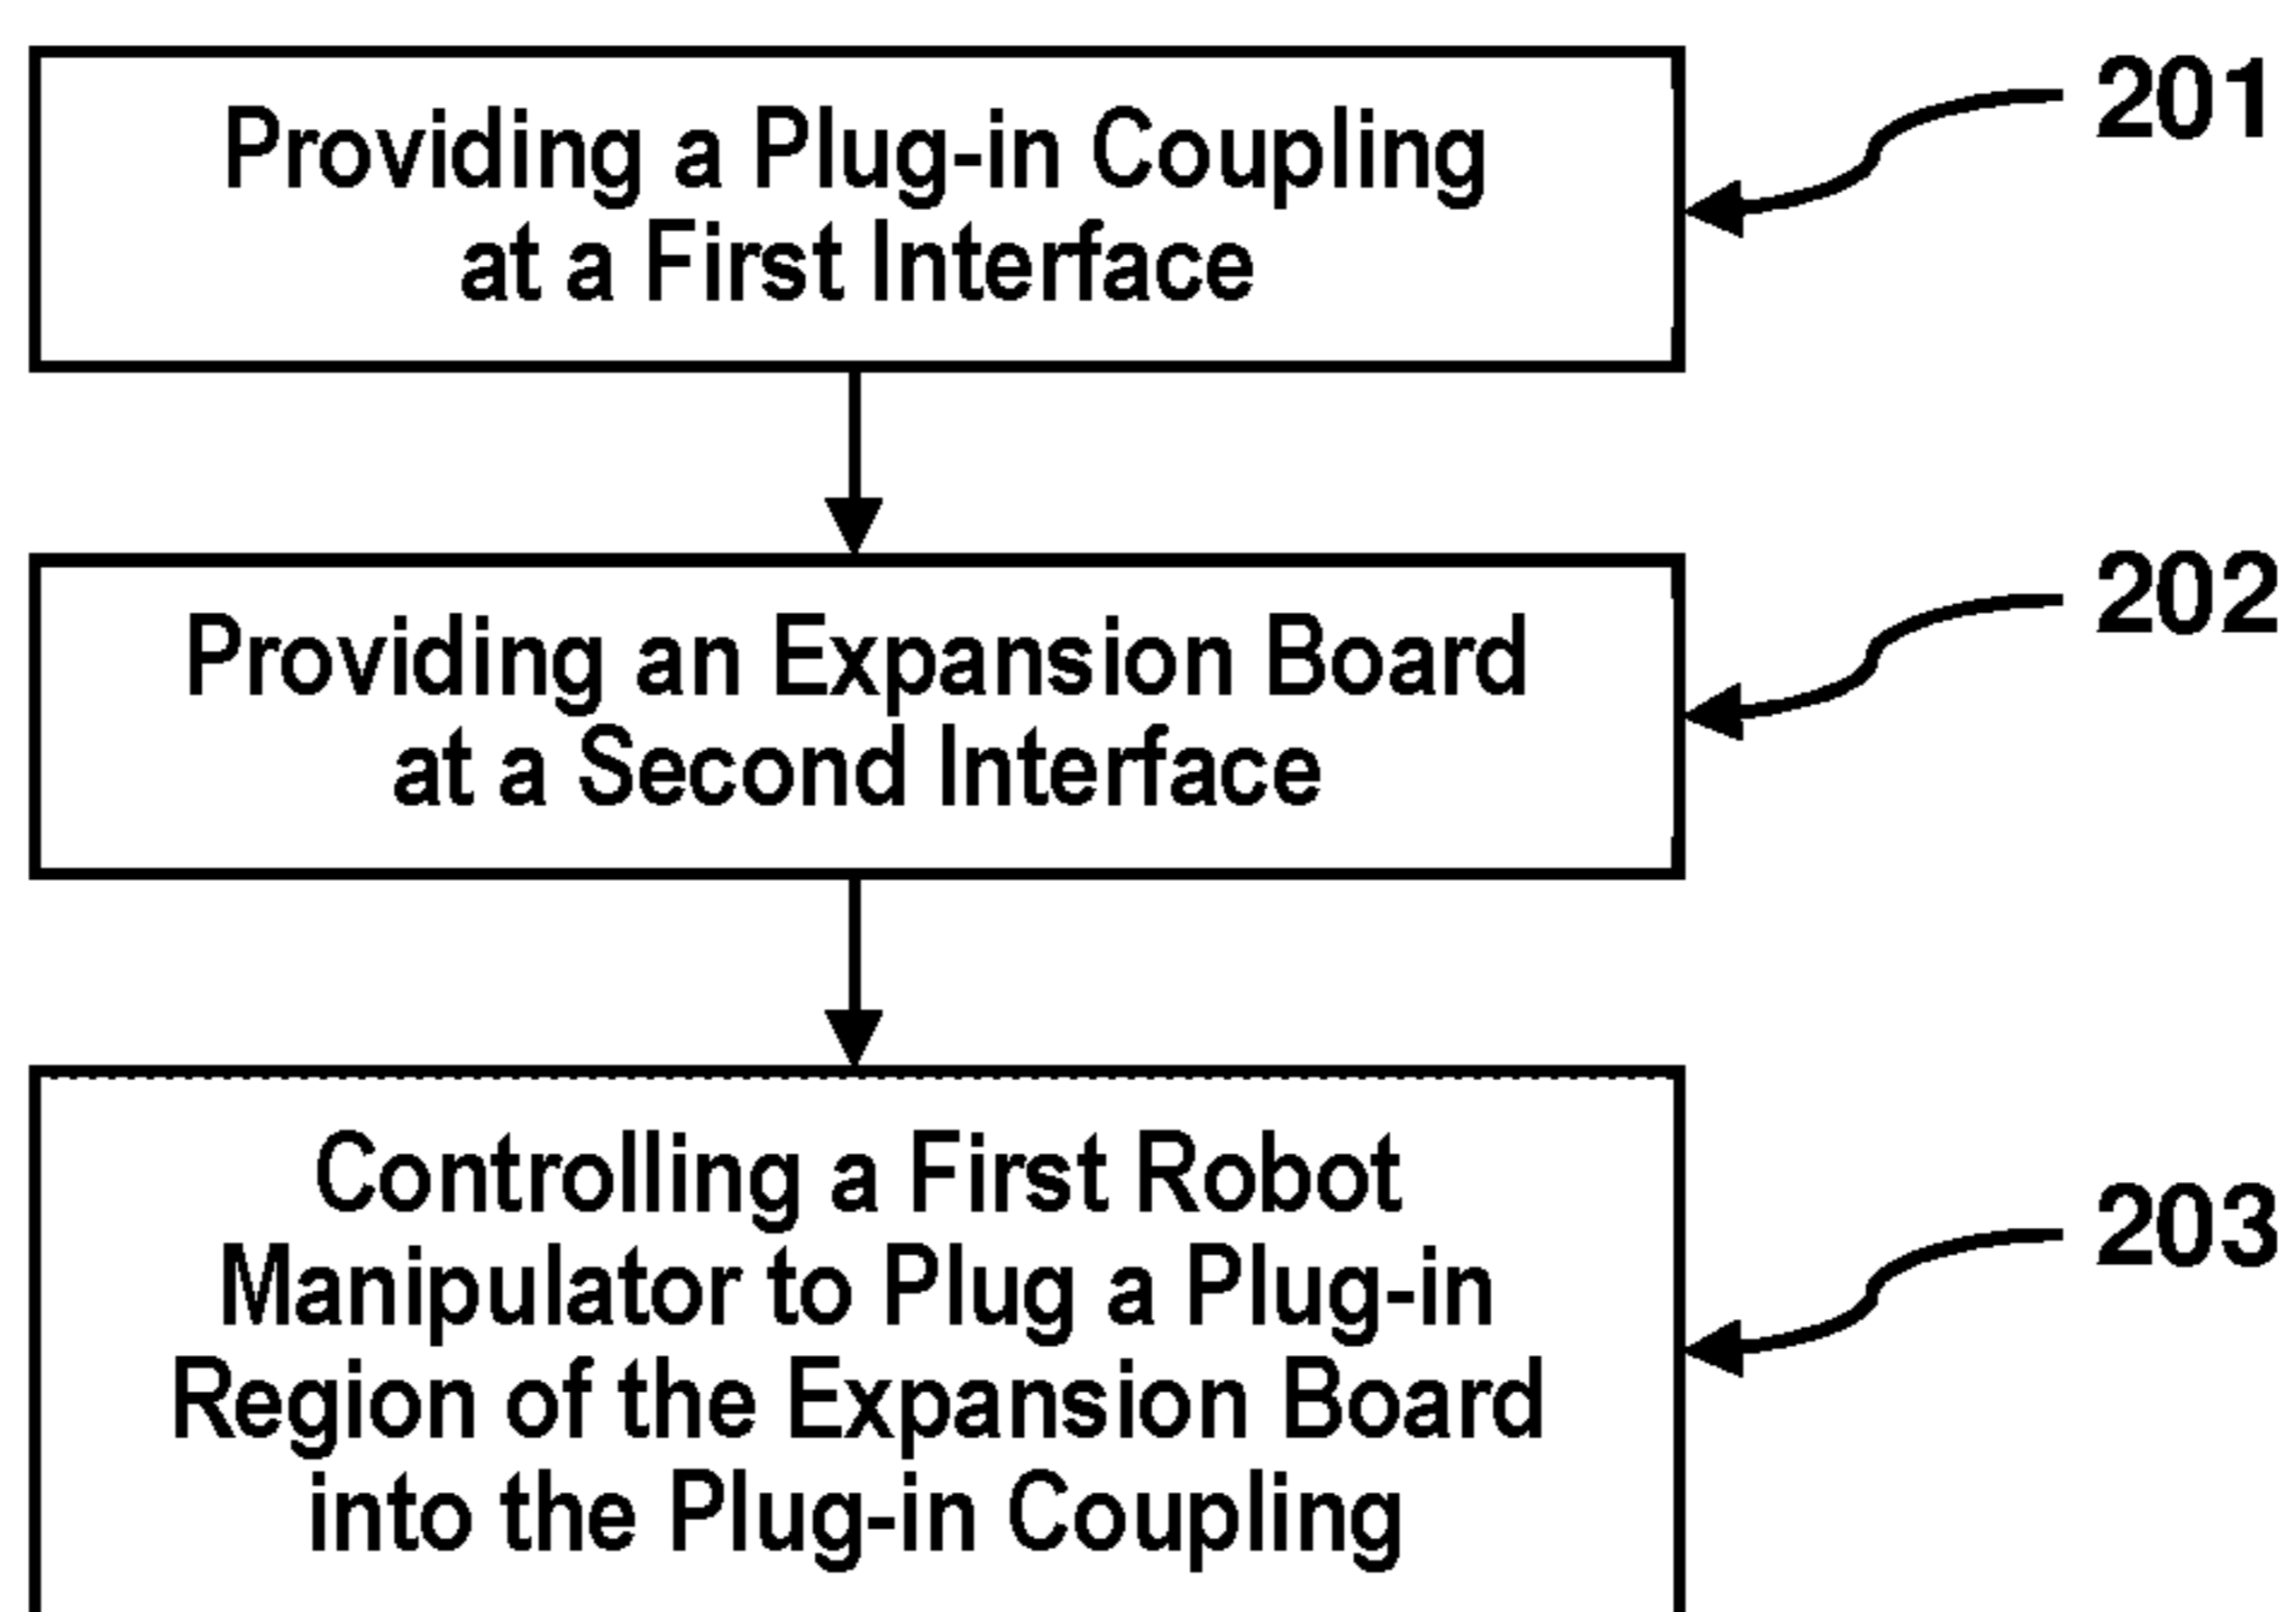 Providing a Plug-in Coupling
at a First Interface
201
Providing an Expansion Board
at a Second Interface
202
Controlling a First Robot
Manipulator to Plug a Plug-in
Region of the Expansion Board
into the Plug-in Coupling
203